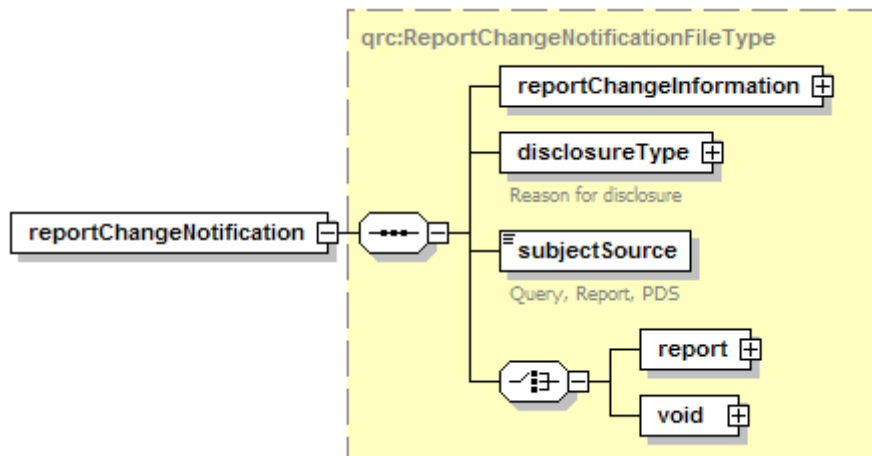 qrc:ReportChangeNotificationFileType
reportChangeInformation
disclosureType
Reason for disclosure
reportChangeNotification
subjectSource
Query, Report, PDS
report
void